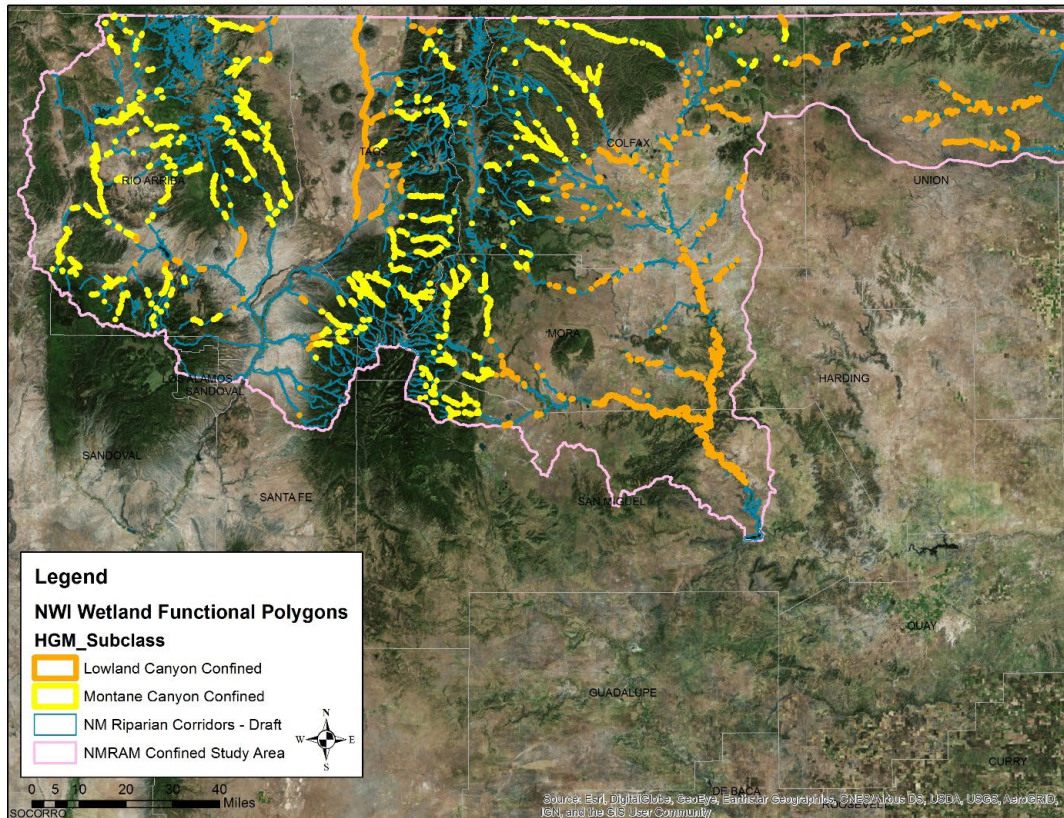 COLFAX
TAOS
RIO ARRIBA
UNION
MORA
HARDING
LOS ALAMOS
SANDOVAL
SANDOVAL
SANTA FE
SAN MIGUEL
QUAY
GUADALUPE
CURRY
DE BACA
ROOSEVELT
SOCORRO
Legend
NWI Wetland Functional Polygons
HGM_Subclass
Lowland Canyon Confined
Montane Canyon Confined
NM Riparian Corridors - Draft
NMRAM Confined Study Area
N
W E
S
0 5 10 20 30 40
Miles
Source: Esri, DigitalGlobe, GeoEye, Earthstar Geographics, CNES/Airbus DS, USDA, USGS, AeroGRID,
IGN, and the GIS User Community